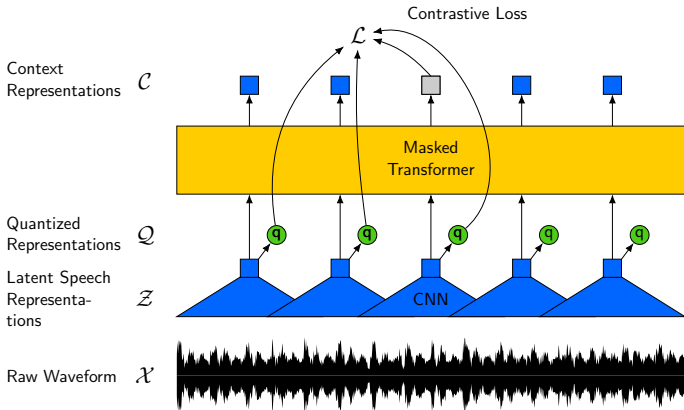 Contrastive Loss
ℒ
Context
Representations 𝒞
Masked
Transformer
Quantized
Representations 𝒬
q q q q q
Latent Speech
Representa-
tions 𝒵
CNN
Raw Waveform 𝒳